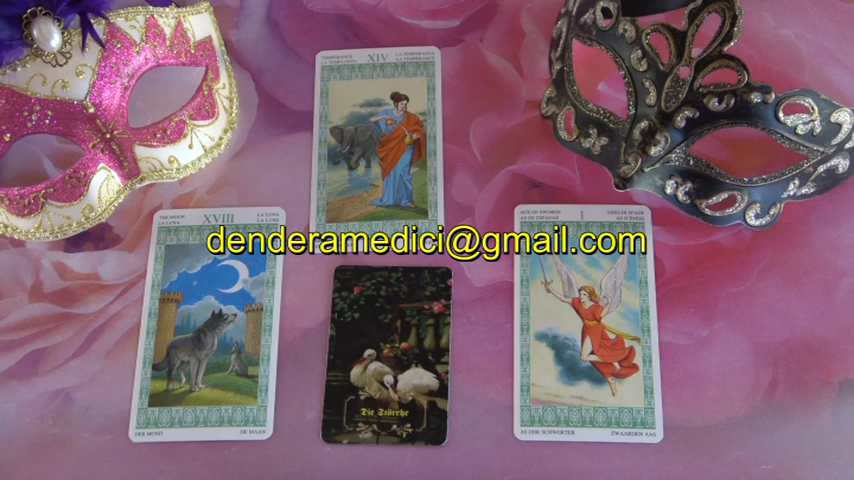 TEMPERANCE
LA TEMPLANZA
XIV
LA TEMPERANZA
LA TEMPÉRANCE
THE MOON
LA LUNA
XVIII
LA LUNA
LA LUNE
ACE OF SWORDS
AS DE ESPADAS
I
ASSO DI SPADE
AS D'ÉPÉES
denderamedici@gmail.com
Die Störche
DER MOND
DE MAAN
AS DER SCHWERTER
ZWAARDEN AAS